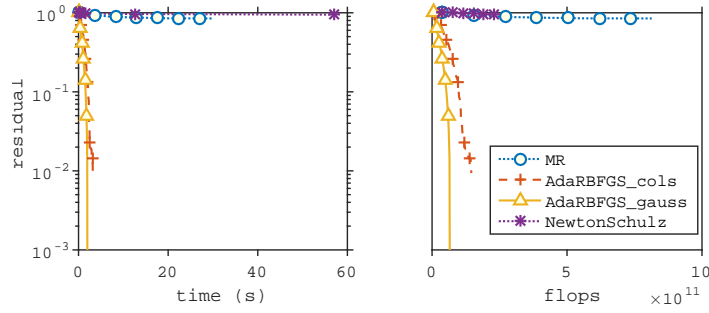 10^0
10^-1
10^-2
10^-3
residual
0 20 40 60
time (s)
0 5 10
× 10^11
flops
MR
AdaRBFGS_cols
AdaRBFGS_gauss
NewtonSchulz